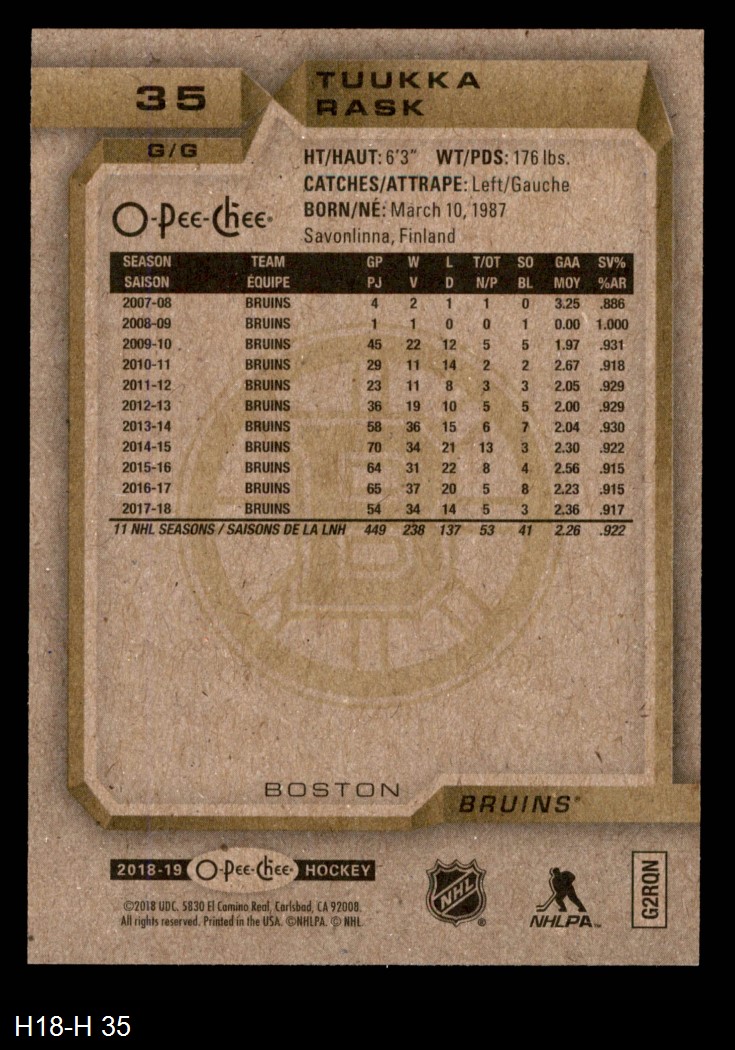 35
TUUKKA
RASK
G/G
HT/HAUT: 6'3" WT/PDS: 176 lbs.
CATCHES/ATTRAPE: Left/Gauche
BORN/NÉ: March 10, 1987
Savonlinna, Finland
O-Pee-Chee
SEASON TEAM GP W L T/OT SO GAA SV%
SAISON ÉQUIPE PJ V D N/P BL MOY %AR
2007-08 BRUINS 4 2 1 1 0 3.25 .886
2008-09 BRUINS 1 1 0 0 1 0.00 1.000
2009-10 BRUINS 45 22 12 5 5 1.97 .931
2010-11 BRUINS 29 11 14 2 2 2.67 .918
2011-12 BRUINS 23 11 8 3 3 2.05 .929
2012-13 BRUINS 36 19 10 5 5 2.00 .929
2013-14 BRUINS 58 36 15 6 7 2.04 .930
2014-15 BRUINS 70 34 21 13 3 2.30 .922
2015-16 BRUINS 64 31 22 8 4 2.56 .915
2016-17 BRUINS 65 37 20 5 8 2.23 .915
2017-18 BRUINS 54 34 14 5 3 2.36 .917
11 NHL SEASONS / SAISONS DE LA LNH 449 238 137 53 41 2.26 .922
B
BOSTON
BRUINS
2018-19 O-Pee-Chee HOCKEY
©2018 UDC. 5830 El Camino Real, Carlsbad, CA 92008.
All rights reserved. Printed in the USA. ©NHLPA. © NHL.
NHL ®
NHLPA™
G2RQN
H18-H 35